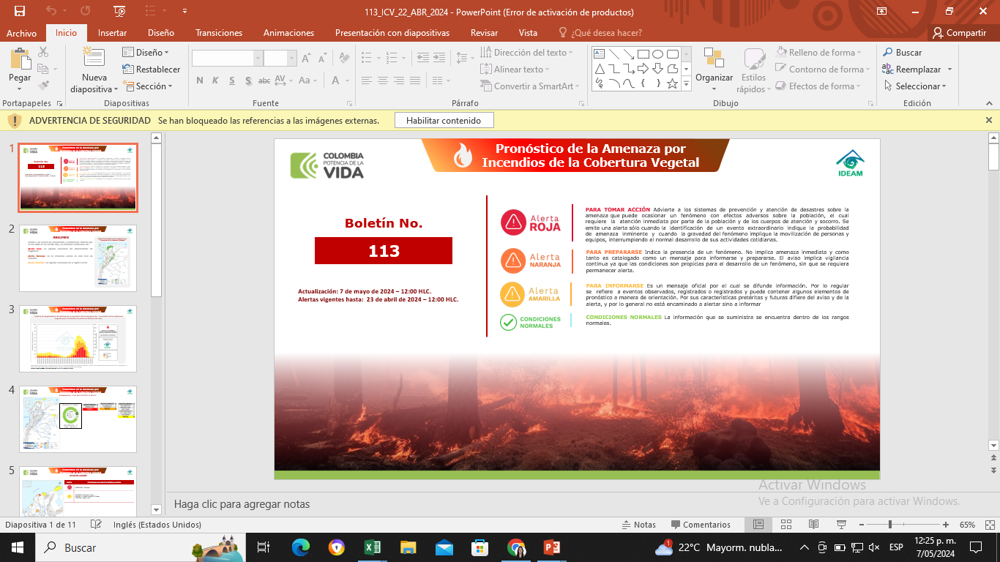 113_ICV_22_ABR_2024 - PowerPoint (Error de activación de productos)
Archivo Inicio Insertar Diseño Transiciones Animaciones Presentación con diapositivas Revisar Vista ¿Qué desea hacer? Compartir
Pegar
Nueva diapositiva
Diseño
Restablecer
Sección
N K S S abc AV Aa A
Dirección del texto
Alinear texto
Convertir a SmartArt
Organizar
Estilos rápidos
Relleno de forma
Contorno de forma
Efectos de forma
Buscar
Reemplazar
Seleccionar
Portapapeles Diapositivas Fuente Párrafo Dibujo Edición
ADVERTENCIA DE SEGURIDAD Se han bloqueado las referencias a las imágenes externas. Habilitar contenido
1
2
RESUMEN
3
4
5
COLOMBIA
POTENCIA DE LA
VIDA
Pronóstico de la Amenaza por
Incendios de la Cobertura Vegetal
IDEAM
Boletín No.
113
Actualización: 7 de mayo de 2024 – 12:00 HLC.
Alertas vigentes hasta: 23 de abril de 2024 – 12:00 HLC.
Alerta
ROJA
PARA TOMAR ACCIÓN Advierte a los sistemas de prevención y atención de desastres sobre la
amenaza que puede ocasionar un fenómeno con efectos adversos sobre la población, el cual
requiere la atención inmediata por parte de la población y de los cuerpos de atención y socorro. Se
emite una alerta sólo cuando la identificación de un evento extraordinario indique la probabilidad
de amenaza inminente y cuando la gravedad del fenómeno implique la movilización de personas y
equipos, interrumpiendo el normal desarrollo de sus actividades cotidianas.
Alerta
NARANJA
PARA PREPARARSE Indica la presencia de un fenómeno. No implica amenaza inmediata y como
tanto es catalogado como un mensaje para informarse y prepararse. El aviso implica vigilancia
continua ya que las condiciones son propicias para el desarrollo de un fenómeno, sin que se requiera
permanecer alerta.
Alerta
AMARILLA
PARA INFORMARSE Es un mensaje oficial por el cual se difunde información. Por lo regular
se refiere a eventos observados, registrados o registrados y puede contener algunos elementos de
pronóstico a manera de orientación. Por sus características pretéritas y futuras difiere del aviso y de la
alerta, y por lo general no está encaminado a alertar sino a informar
CONDICIONES
NORMALES
CONDICIONES NORMALES La información que se suministra se encuentra dentro de los rangos
normales.
Activar Windows
Ve a Configuración para activar Windows.
Haga clic para agregar notas
Diapositiva 1 de 11 Inglés (Estados Unidos) Notas Comentarios 65%
Buscar
22°C Mayorm. nubla...
ESP
12:25 p. m.
7/05/2024